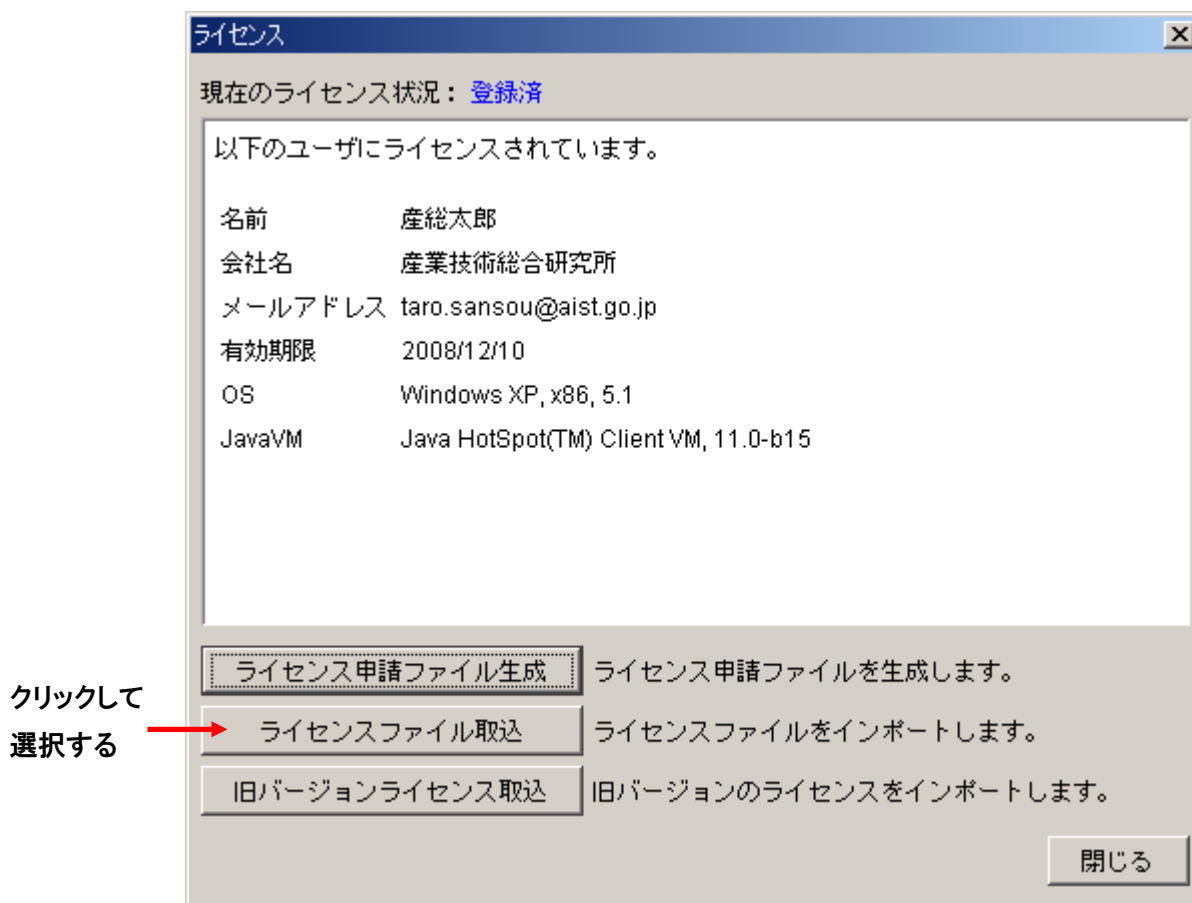 ライセンス
現在のライセンス状況： 登録済
以下のユーザにライセンスされています。
名前 産総太郎
会社名 産業技術総合研究所
メールアドレス taro.sansou@aist.go.jp
有効期限 2008/12/10
OS Windows XP, x86, 5.1
JavaVM Java HotSpot(TM) Client VM, 11.0-b15
ライセンス申請ファイル生成 ライセンス申請ファイルを生成します。
クリックして
選択する
ライセンスファイル取込 ライセンスファイルをインポートします。
旧バージョンライセンス取込 旧バージョンのライセンスをインポートします。
閉じる